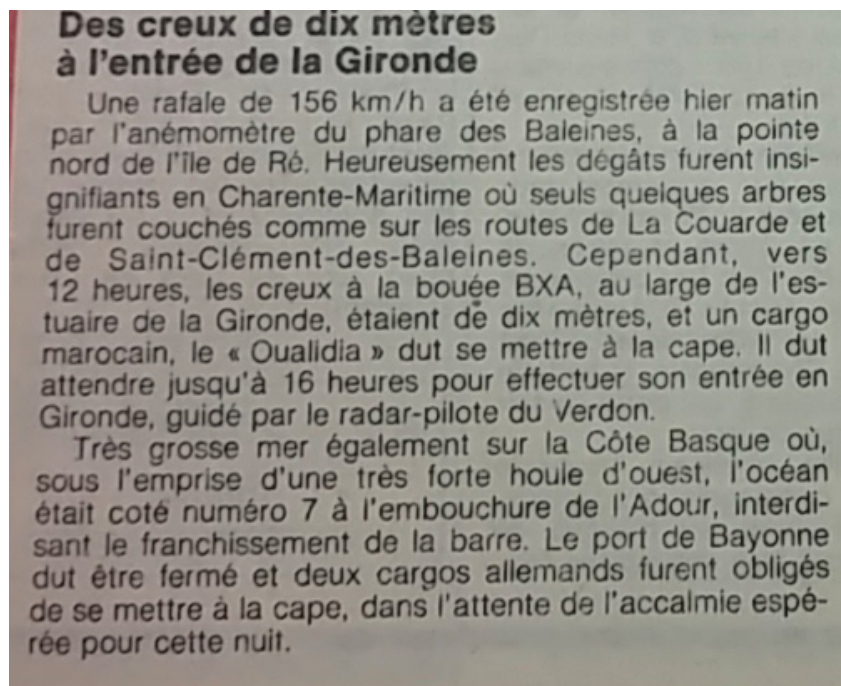 Des creux de dix mètres
à l'entrée de la Gironde
Une rafale de 156 km/h a été enregistrée hier matin
par l'anémomètre du phare des Baleines, à la pointe
nord de l'île de Ré. Heureusement les dégâts furent insi-
gnifiants en Charente-Maritime où seuls quelques arbres
furent couchés comme sur les routes de La Couarde et
de Saint-Clément-des-Baleines. Cependant, vers
12 heures, les creux à la bouée BXA, au large de l'es-
tuaire de la Gironde, étaient de dix mètres, et un cargo
marocain, le « Oualidia » dut se mettre à la cape. Il dut
attendre jusqu'à 16 heures pour effectuer son entrée en
Gironde, guidé par le radar-pilote du Verdon.
Très grosse mer également sur la Côte Basque où,
sous l'emprise d'une très forte houle d'ouest, l'océan
était coté numéro 7 à l'embouchure de l'Adour, interdi-
sant le franchissement de la barre. Le port de Bayonne
dut être fermé et deux cargos allemands furent obligés
de se mettre à la cape, dans l'attente de l'accalmie espé-
rée pour cette nuit.